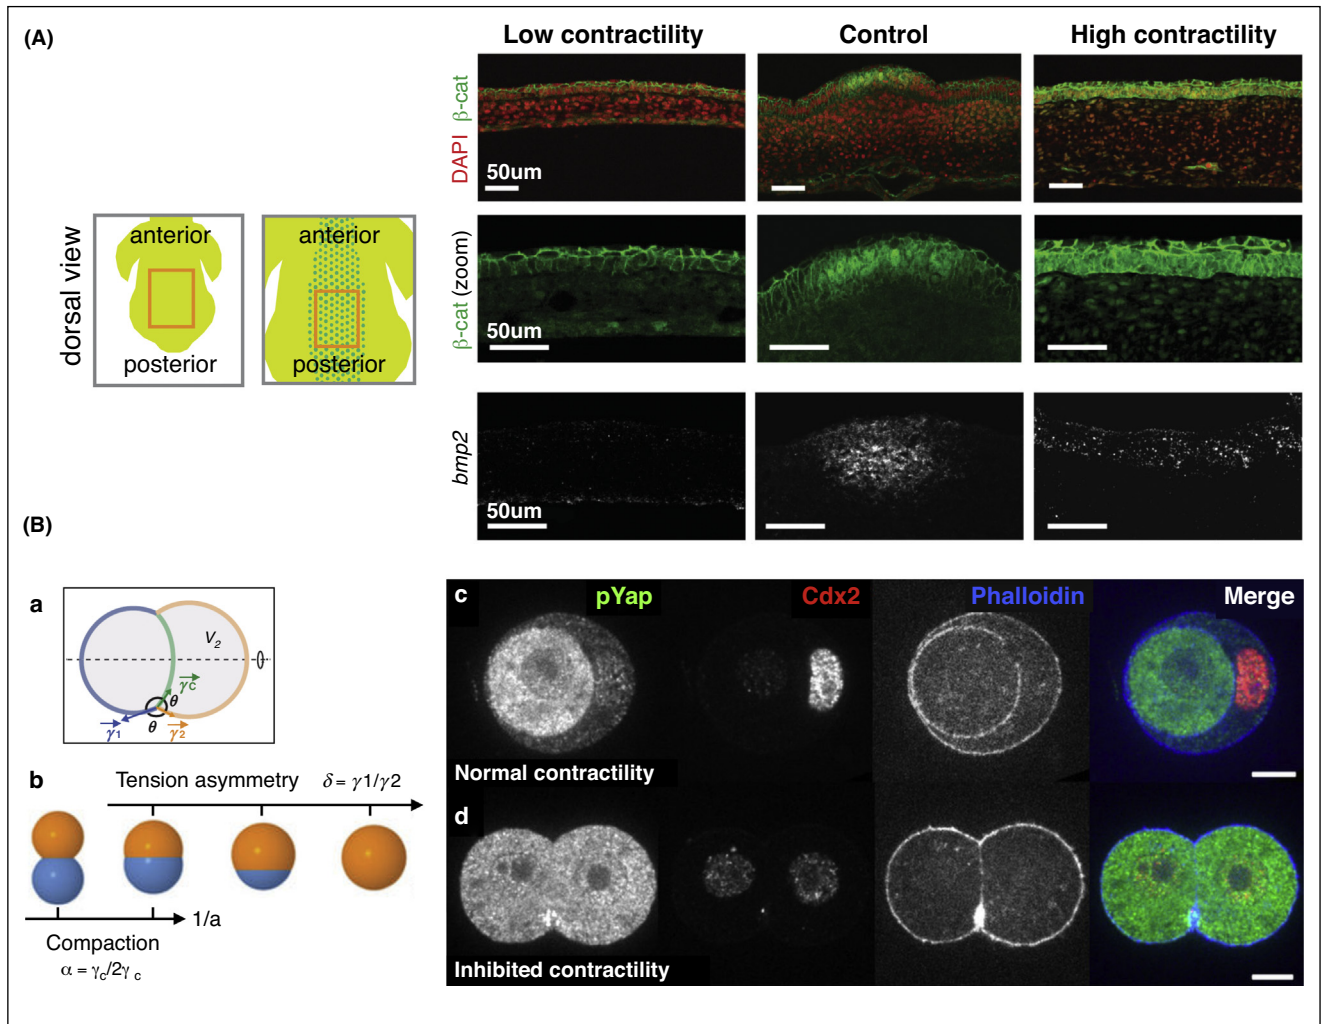 (A)
Low contractility
Control
High contractility
DAPI β-cat
50um
dorsal view
anterior
posterior
anterior
posterior
β-cat (zoom)
50um
bmp2
50um
(B)
a
V2
γC
θ
θ
γ1
γ2
b
Tension asymmetry δ = γ1/γ2
1/a
Compaction
α = γc/2γ c
c
pYap
Cdx2
Phalloidin
Merge
Normal contractility
d
Inhibited contractility